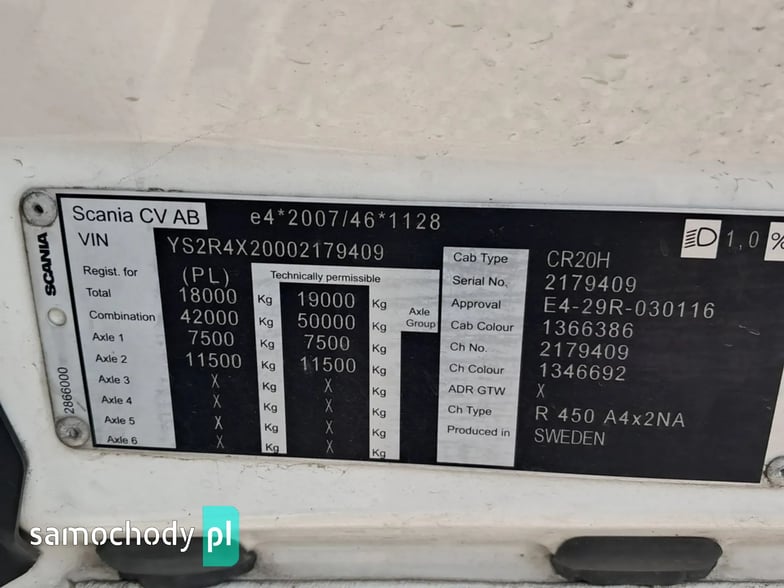 Scania CV AB e4*2007/46*1128
VIN YS2R4X20002179409
SCANIA
2866000
Regist. for (PL) Technically permissible
Total 18000 Kg 19000 Kg
Combination 42000 Kg 50000 Kg Axle Group
Axle 1 7500 Kg 7500 Kg
Axle 2 11500 Kg 11500 Kg
Axle 3 X Kg X Kg
Axle 4 X Kg X Kg
Axle 5 X Kg X Kg
Axle 6 X Kg X Kg
Cab Type CR20H
Serial No. 2179409
Approval E4-29R-030116
Cab Colour 1366386
Ch No. 2179409
Ch Colour 1346692
ADR GTW X
Ch Type R 450 A4x2NA
Produced in SWEDEN
1,0 %
samochody pl